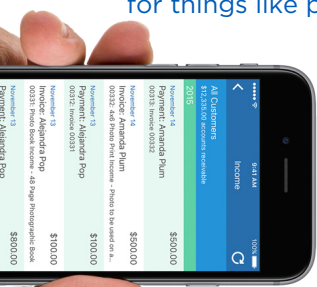 for things like p
9:41 AM
100%
Income
All Customers
$12,335.00 accounts receivable
2015
November 14
Payment: Amanda Plum
$500.00
00313: Invoice 00332
November 14
Invoice: Amanda Plum
$500.00
00332: 4x6 Photo Print Income - Photo to be used on a...
November 13
Payment: Alejandra Pop
$100.00
00312: Invoice 00331
November 13
Invoice: Alejandra Pop
$100.00
00331: Photo Book Income - 48 Page Photographic Book
November 13
Payment: Alejandra Pop
$800.00